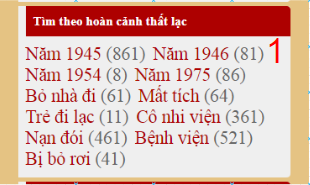 Tìm theo hoàn cảnh thất lạc
Năm 1945 (861) Năm 1946 (81) 1
Năm 1954 (8) Năm 1975 (86)
Bỏ nhà đi (61) Mất tích (64)
Trẻ đi lạc (11) Cô nhi viện (361)
Nạn đói (461) Bệnh viện (521)
Bị bỏ rơi (41)